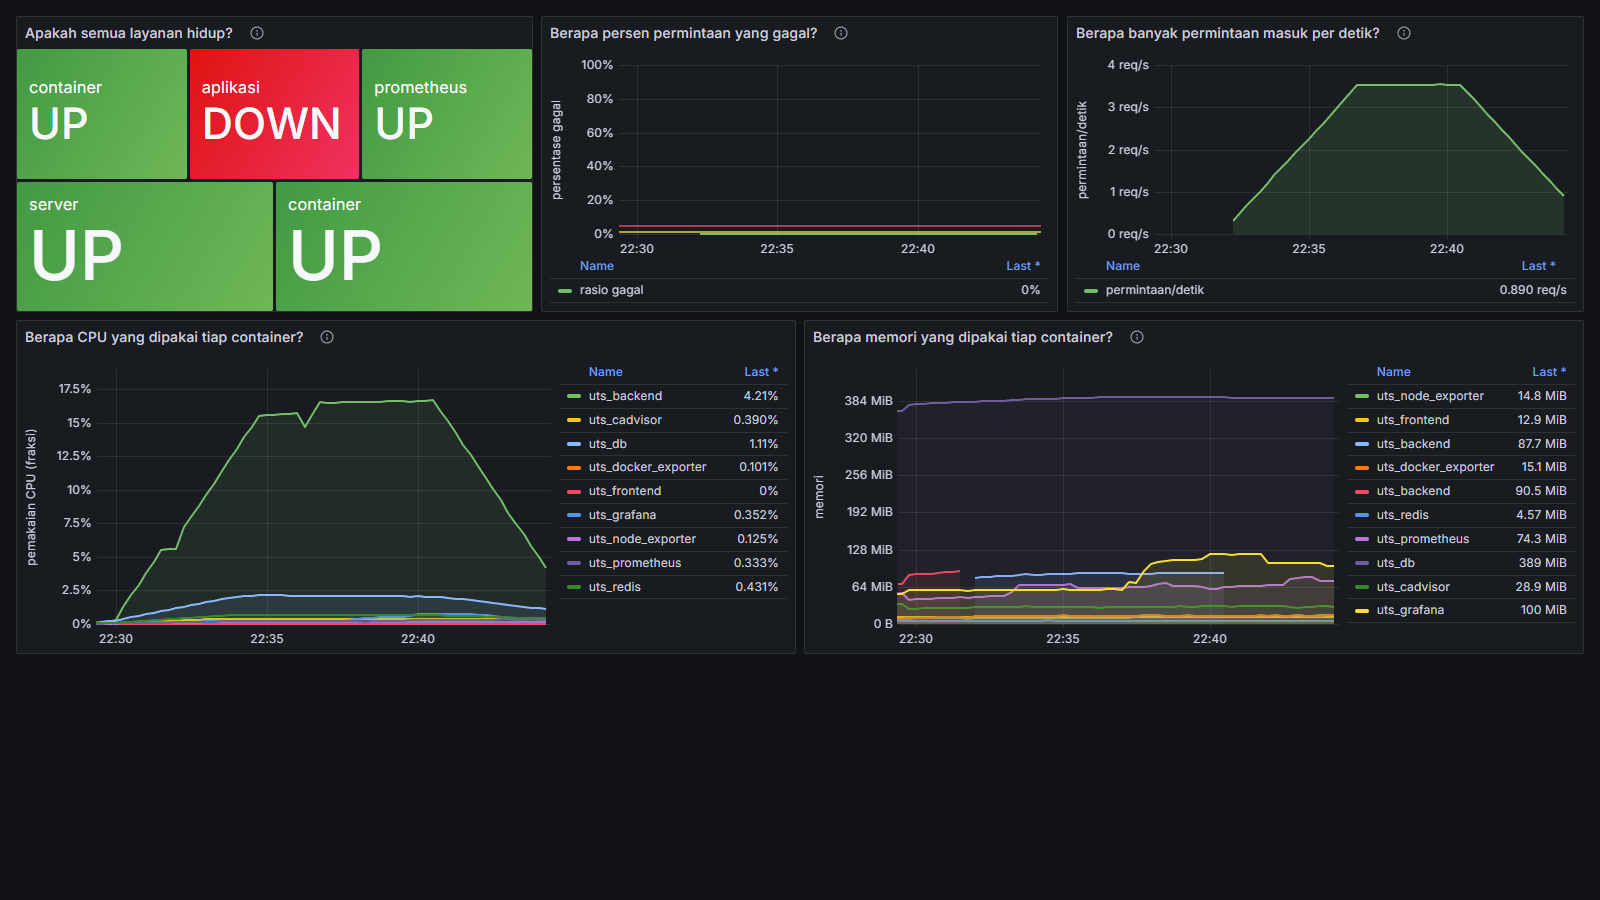 Apakah semua layanan hidup?
container
UP
aplikasi
DOWN
prometheus
UP
server
UP
container
UP
Berapa persen permintaan yang gagal?
persentase gagal
100%
80%
60%
40%
20%
0%
22:30 22:35 22:40
Name Last *
rasio gagal 0%
Berapa banyak permintaan masuk per detik?
permintaan/detik
4 req/s
3 req/s
2 req/s
1 req/s
0 req/s
22:30 22:35 22:40
Name Last *
permintaan/detik 0.890 req/s
Berapa CPU yang dipakai tiap container?
pemakaian CPU (fraksi)
17.5%
15%
12.5%
10%
7.5%
5%
2.5%
0%
22:30 22:35 22:40
Name Last *
uts_backend 4.21%
uts_cadvisor 0.390%
uts_db 1.11%
uts_docker_exporter 0.101%
uts_frontend 0%
uts_grafana 0.352%
uts_node_exporter 0.125%
uts_prometheus 0.333%
uts_redis 0.431%
Berapa memori yang dipakai tiap container?
memori
384 MiB
320 MiB
256 MiB
192 MiB
128 MiB
64 MiB
0 B
22:30 22:35 22:40
Name Last *
uts_node_exporter 14.8 MiB
uts_frontend 12.9 MiB
uts_backend 87.7 MiB
uts_docker_exporter 15.1 MiB
uts_backend 90.5 MiB
uts_redis 4.57 MiB
uts_prometheus 74.3 MiB
uts_db 389 MiB
uts_cadvisor 28.9 MiB
uts_grafana 100 MiB